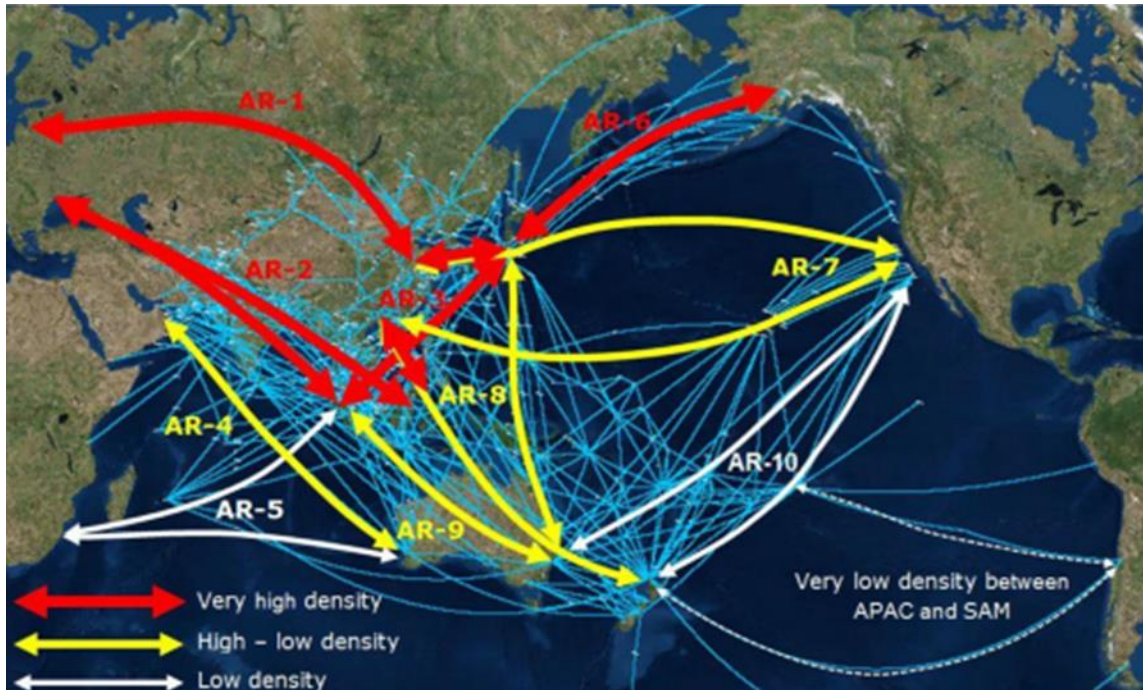 AR-1
AR-6
AR-2
AR-7
AR-3
AR-8
AR-4
AR-10
AR-5
AR-9
Very low density between
APAC and SAM
Very high density
High – low density
Low density